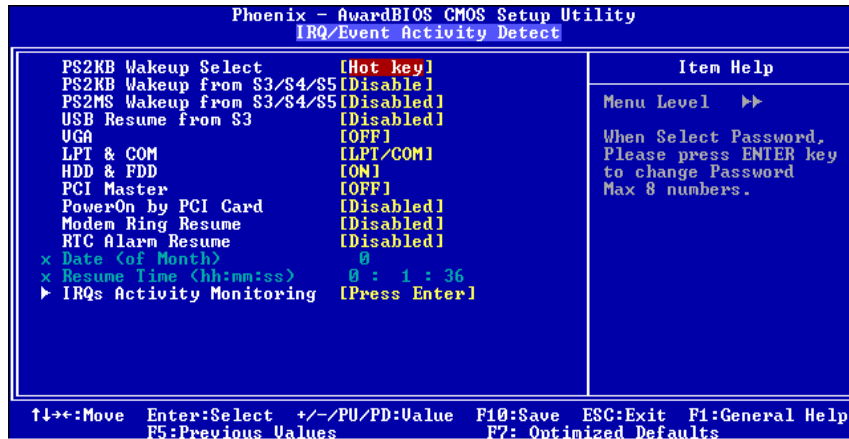 Phoenix - AwardBIOS CMOS Setup Utility
IRQ/Event Activity Detect
PS2KB Wakeup Select [Hot key]
PS2KB Wakeup from S3/S4/S5[Disable]
PS2MS Wakeup from S3/S4/S5[Disabled]
USB Resume from S3 [Disabled]
VGA [OFF]
LPT & COM [LPT/COM]
HDD & FDD [ON]
PCI Master [OFF]
PowerOn by PCI Card [Disabled]
Modem Ring Resume [Disabled]
RTC Alarm Resume [Disabled]
x Date (of Month) 0
x Resume Time (hh:mm:ss) 0 : 1 : 36
► IRQs Activity Monitoring [Press Enter]
Item Help
Menu Level ►►
When Select Password,
Please press ENTER key
to change Password
Max 8 numbers.
↑↓→←:Move Enter:Select +/-/PU/PD:Value F10:Save ESC:Exit F1:General Help
F5:Previous Values F7: Optimized Defaults